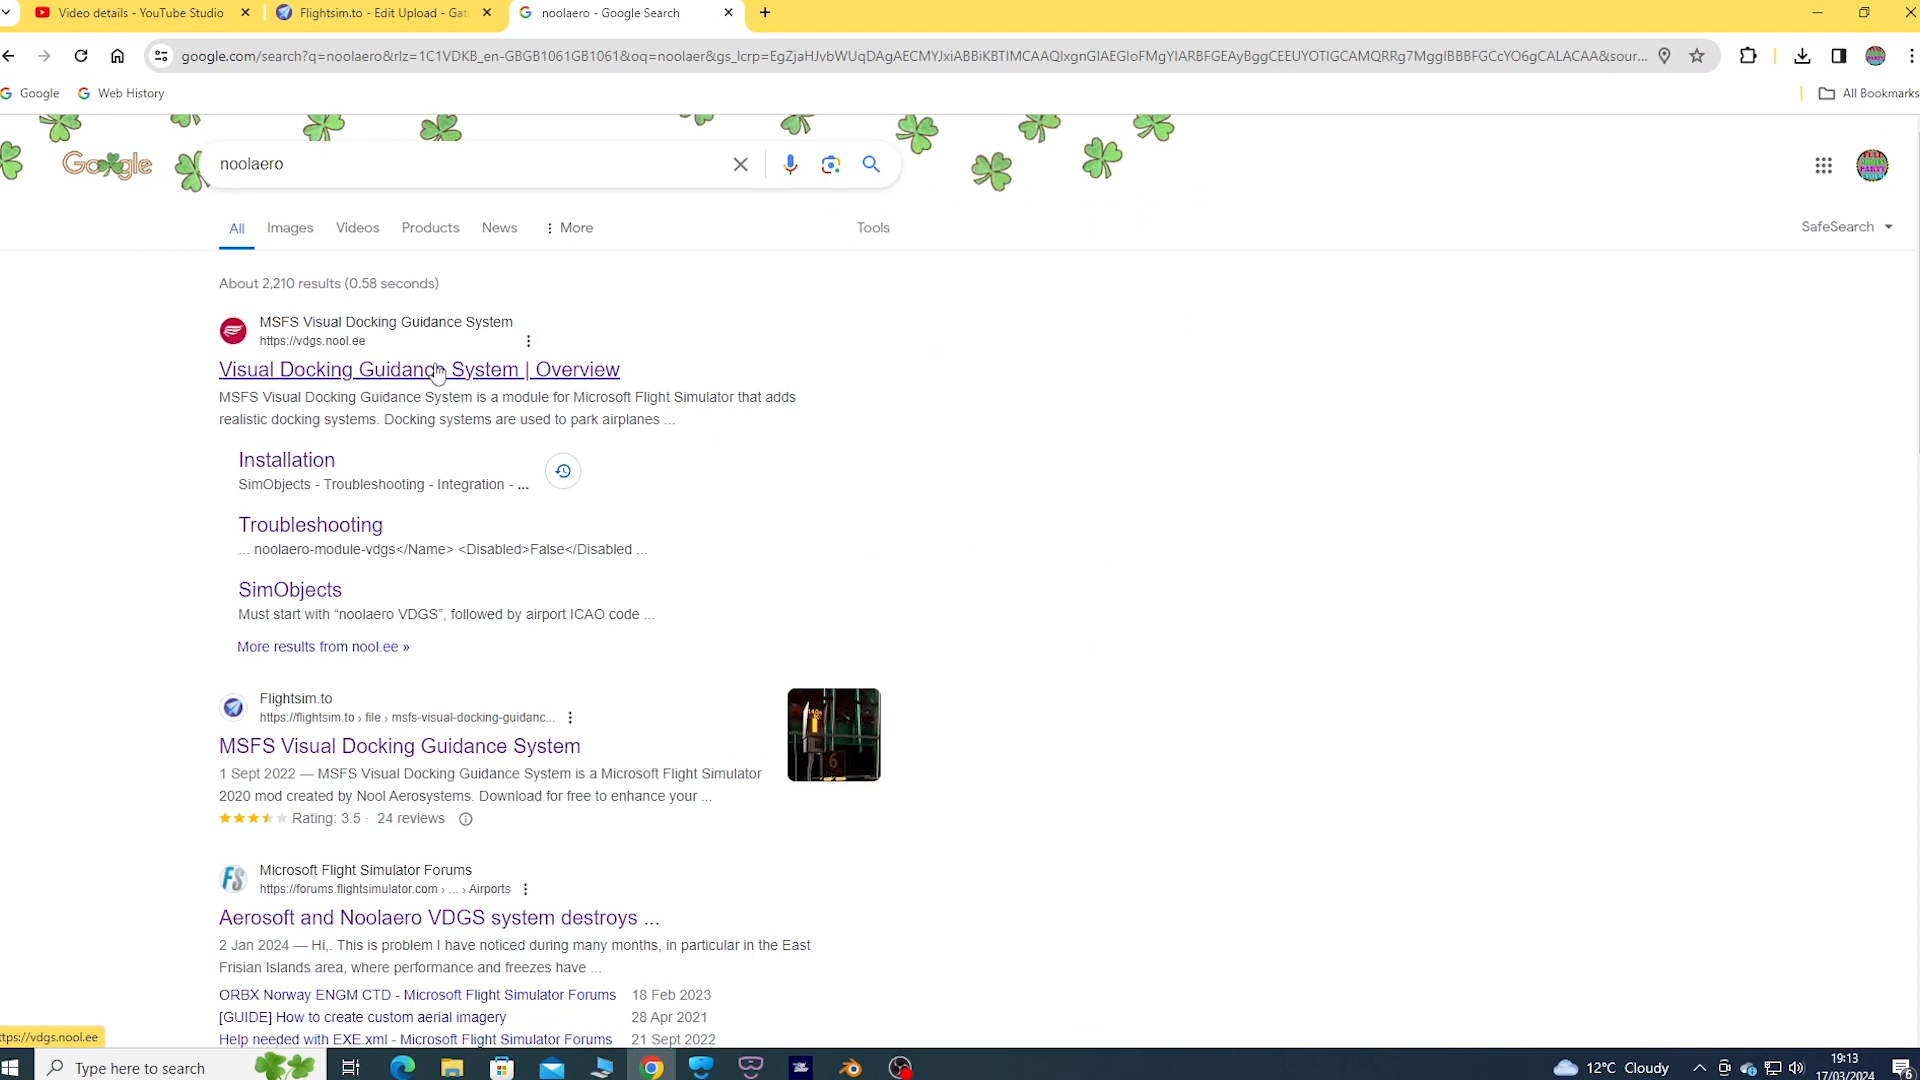 Video details - YouTube Studio
Flightsim.to - Edit Upload - Gat
noolaero - Google Search
google.com/search?q=noolaero&rlz=1C1VDKB_en-GBGB1061GB1061&oq=noolaer&gs_lcrp=
Google
Web History
All Bookmarks
Google
noolaero
All
Images
Videos
Products
News
More
Tools
SafeSearch
About 2,210 results (0.58 seconds)
MSFS Visual Docking Guidance System
https://vdgs.nool.ee
Visual Docking Guidance System | Overview
MSFS Visual Docking Guidance System is a module for Microsoft Flight Simulator that adds
realistic docking systems. Docking systems are used to park airplanes ...
Installation
SimObjects - Troubleshooting - Integration - ...
Troubleshooting
... noolaero-module-vdgs</Name> <Disabled>False</Disabled ...
SimObjects
Must start with “noolaero VDGS”, followed by airport ICAO code ...
More results from nool.ee »
Flightsim.to
https://flightsim.to › file › msfs-visual-docking-guidanc...
MSFS Visual Docking Guidance System
1 Sept 2022 — MSFS Visual Docking Guidance System is a Microsoft Flight Simulator
2020 mod created by Nool Aerosystems. Download for free to enhance your ...
Rating: 3.5 · 24 reviews
6
FS
Microsoft Flight Simulator Forums
https://forums.flightsimulator.com › ... › Airports
Aerosoft and Noolaero VDGS system destroys ...
2 Jan 2024 — Hi,. This is problem I have noticed during many months, in particular in the East
Frisian Islands area, where performance and freezes have ...
ORBX Norway ENGM CTD - Microsoft Flight Simulator Forums 18 Feb 2023
[GUIDE] How to create custom aerial imagery 28 Apr 2021
Help needed with EXE.xml - Microsoft Flight Simulator Forums 21 Sept 2022
ttps://vdgs.nool.ee
Type here to search
12°C Cloudy
19:13
17/03/2024
6